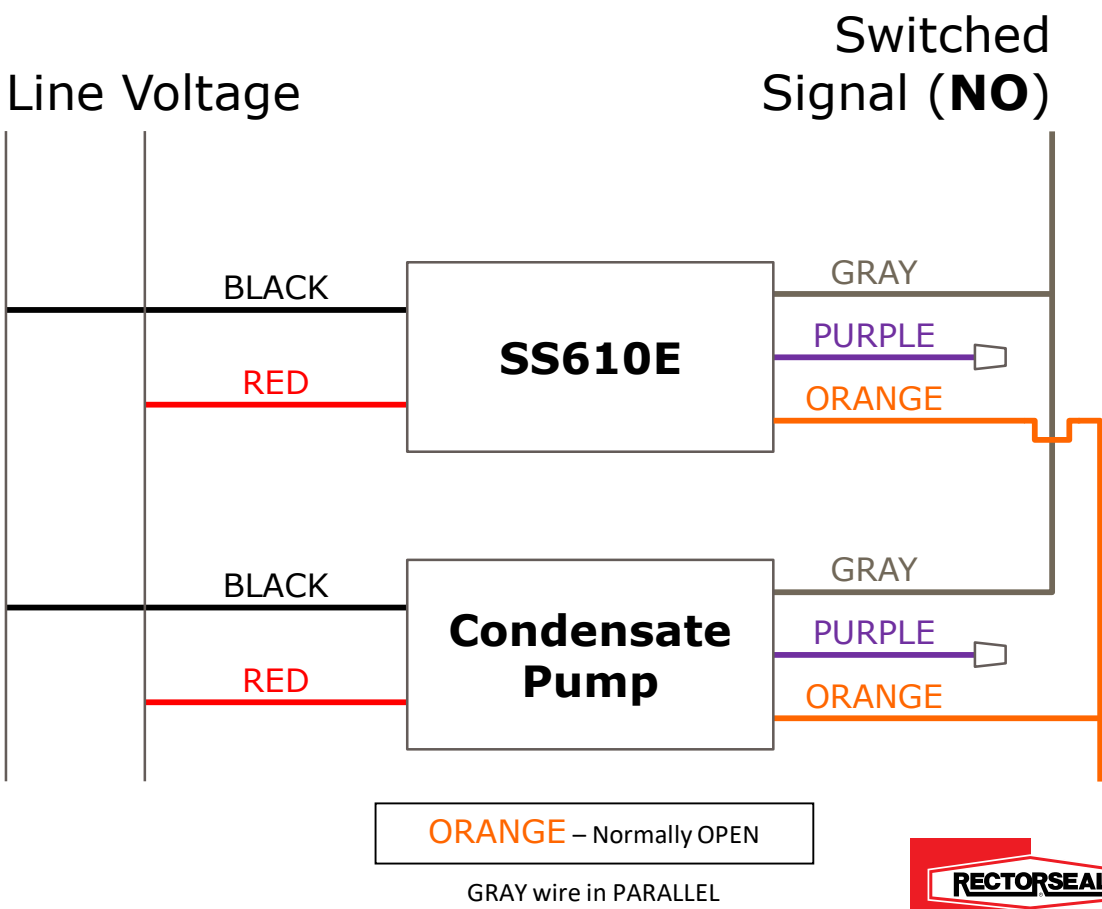 Switched
Line Voltage
Signal (NO)
BLACK
GRAY
SS610E
PURPLE
RED
ORANGE
BLACK
GRAY
Condensate
Pump
PURPLE
RED
ORANGE
ORANGE – Normally OPEN
GRAY wire in PARALLEL
RECTORSEAL